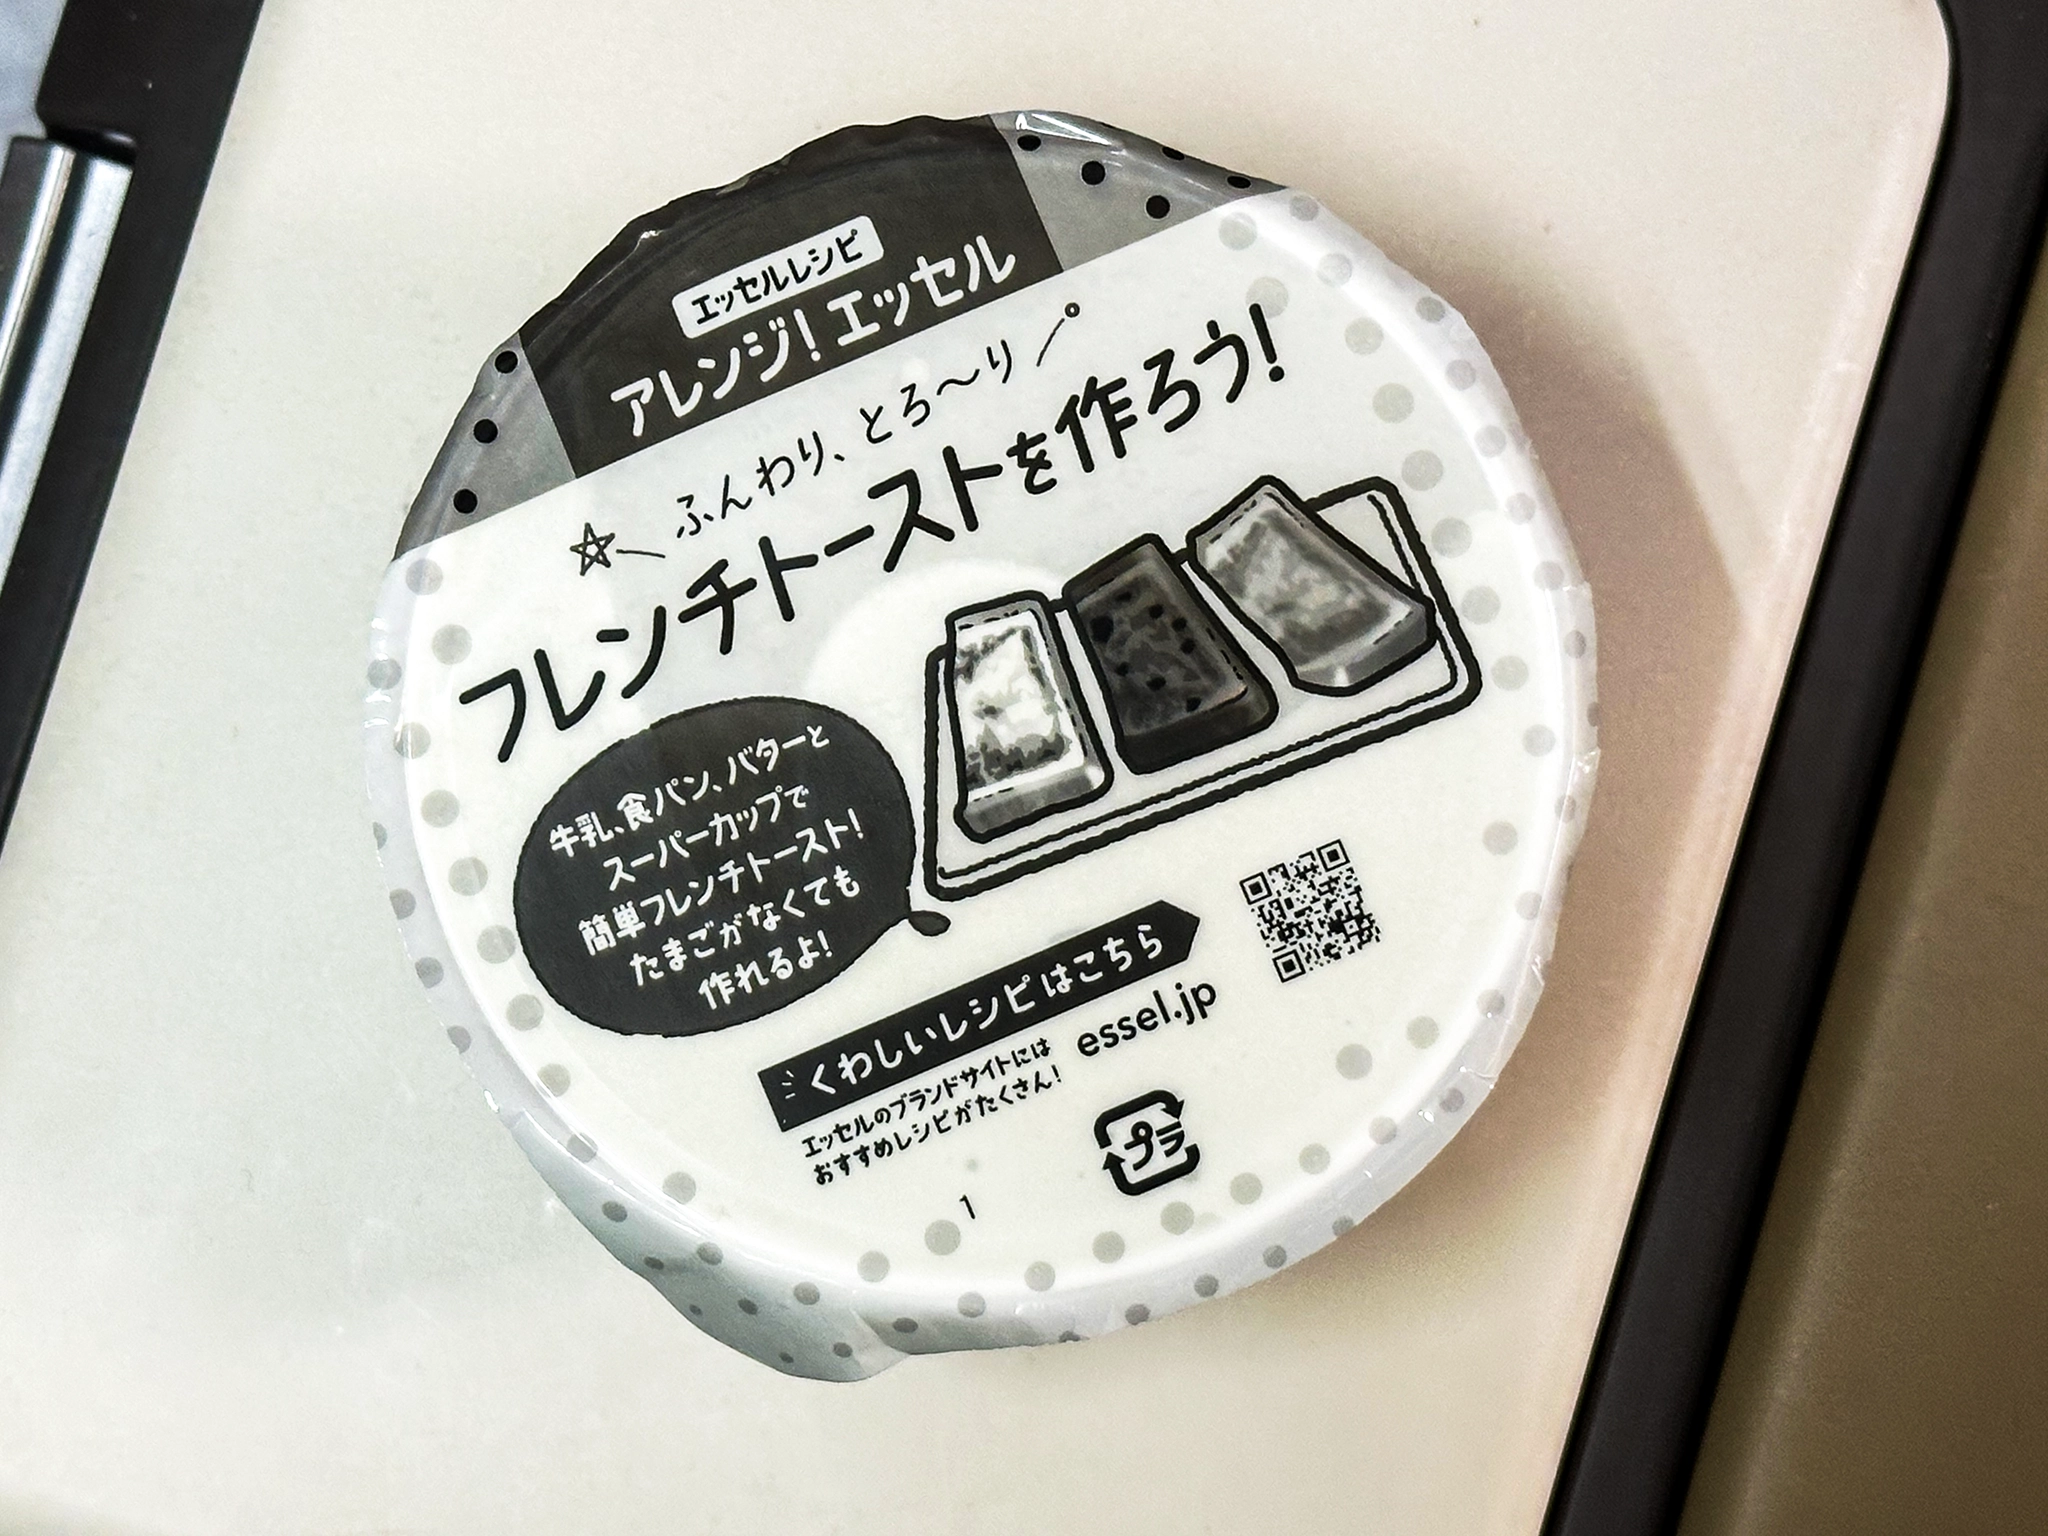 エッセルレシピ
アレンジ!エッセル
ふんわり、とろ〜り
フレンチトーストを作ろう!
牛乳、食パン、バターと
スーパーカップで
簡単フレンチトースト!
たまごがなくても
作れるよ!
くわしいレシピはこちら
エッセルのブランドサイトには
おすすめレシピがたくさん!
essel.jp
プラ
1